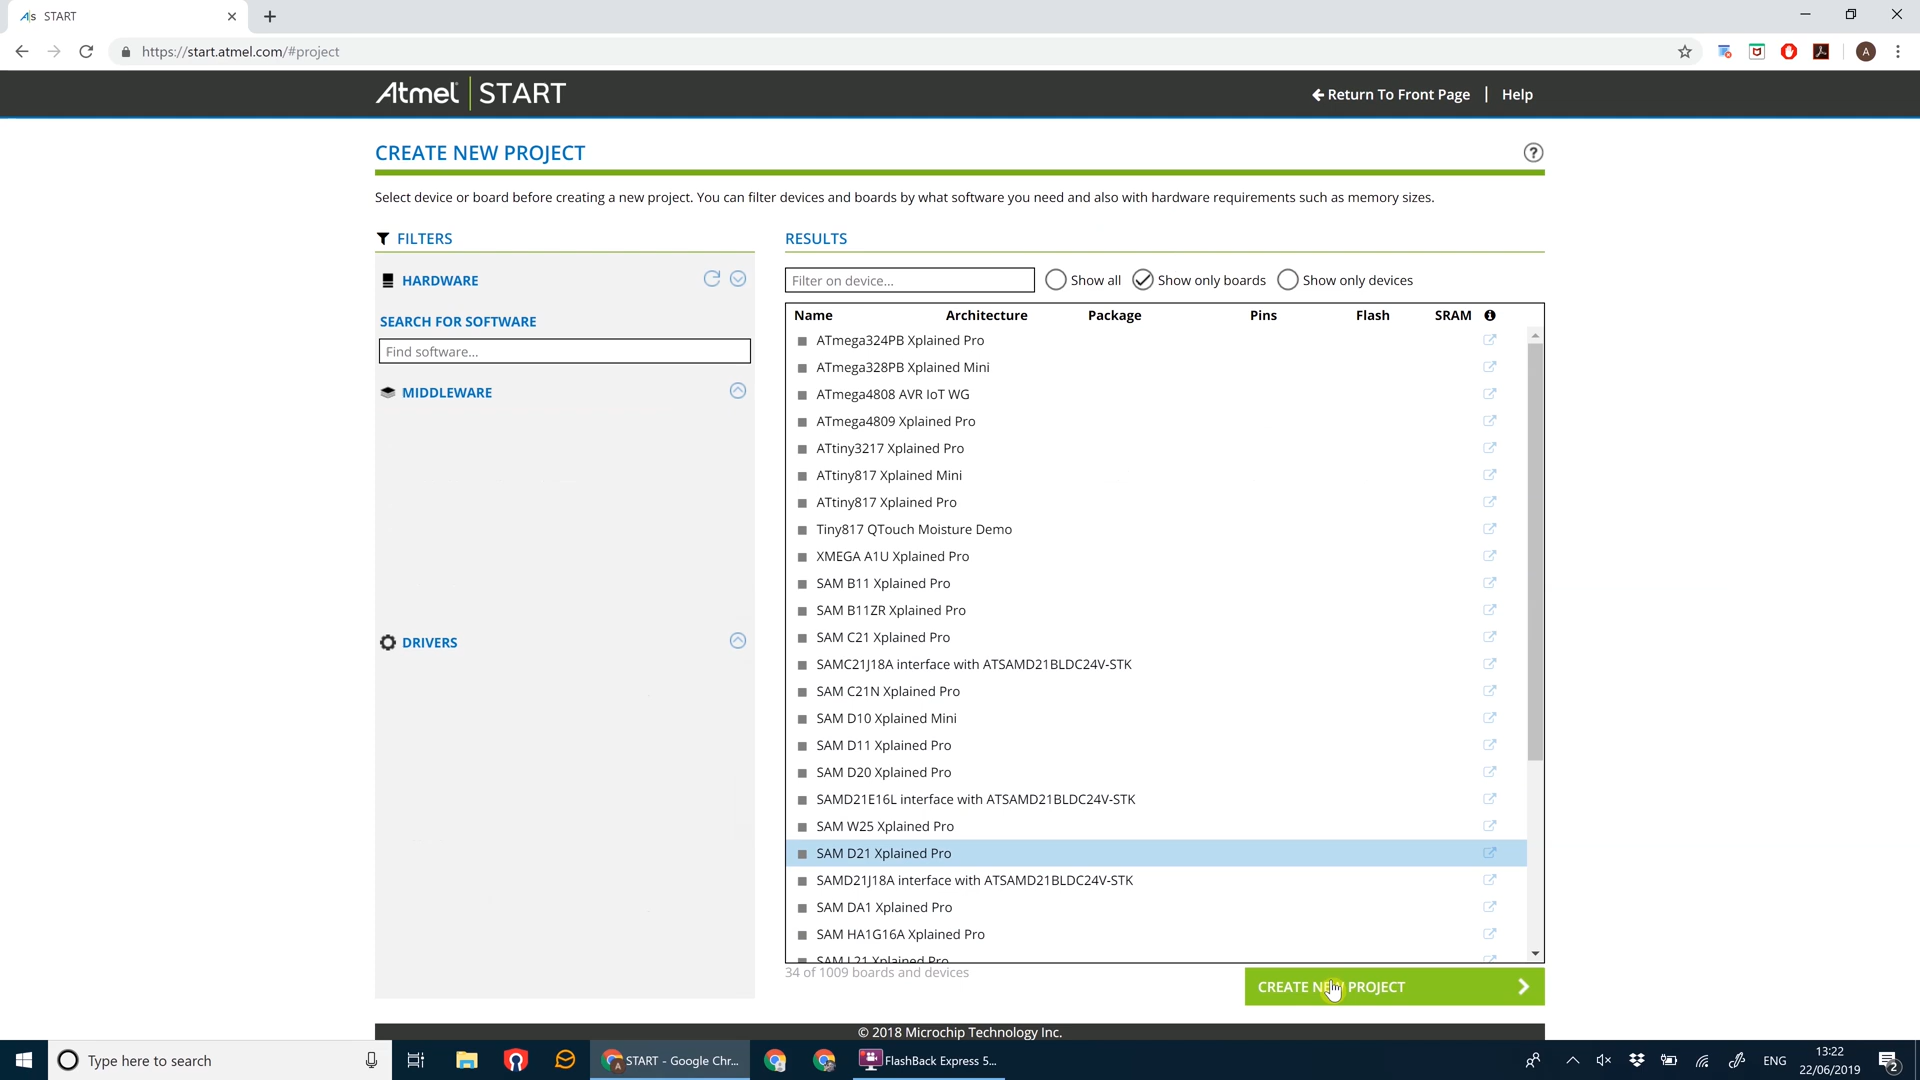 START
https://start.atmel.com/#project
A
Atmel START
Return To Front Page | Help
CREATE NEW PROJECT
?
Select device or board before creating a new project. You can filter devices and boards by what software you need and also with hardware requirements such as memory sizes.
FILTERS
HARDWARE
SEARCH FOR SOFTWARE
Find software...
MIDDLEWARE
DRIVERS
RESULTS
Filter on device... Show all Show only boards Show only devices
Name Architecture Package Pins Flash SRAM
ATmega324PB Xplained Pro
ATmega328PB Xplained Mini
ATmega4808 AVR IoT WG
ATmega4809 Xplained Pro
ATtiny3217 Xplained Pro
ATtiny817 Xplained Mini
ATtiny817 Xplained Pro
Tiny817 QTouch Moisture Demo
XMEGA A1U Xplained Pro
SAM B11 Xplained Pro
SAM B11ZR Xplained Pro
SAM C21 Xplained Pro
SAMC21J18A interface with ATSAMD21BLDC24V-STK
SAM C21N Xplained Pro
SAM D10 Xplained Mini
SAM D11 Xplained Pro
SAM D20 Xplained Pro
SAMD21E16L interface with ATSAMD21BLDC24V-STK
SAM W25 Xplained Pro
SAM D21 Xplained Pro
SAMD21J18A interface with ATSAMD21BLDC24V-STK
SAM DA1 Xplained Pro
SAM HA1G16A Xplained Pro
SAM L21 Xplained Pro
34 of 1009 boards and devices
CREATE NEW PROJECT
© 2018 Microchip Technology Inc.
Type here to search
START - Google Chr...
FlashBack Express 5...
ENG
13:22
22/06/2019
2